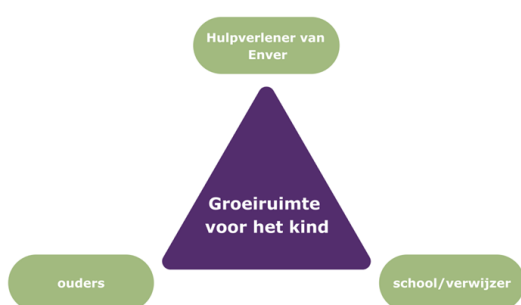 Hulpverlener van
Enver
Groeiruimte
voor het kind
ouders
school/verwijzer